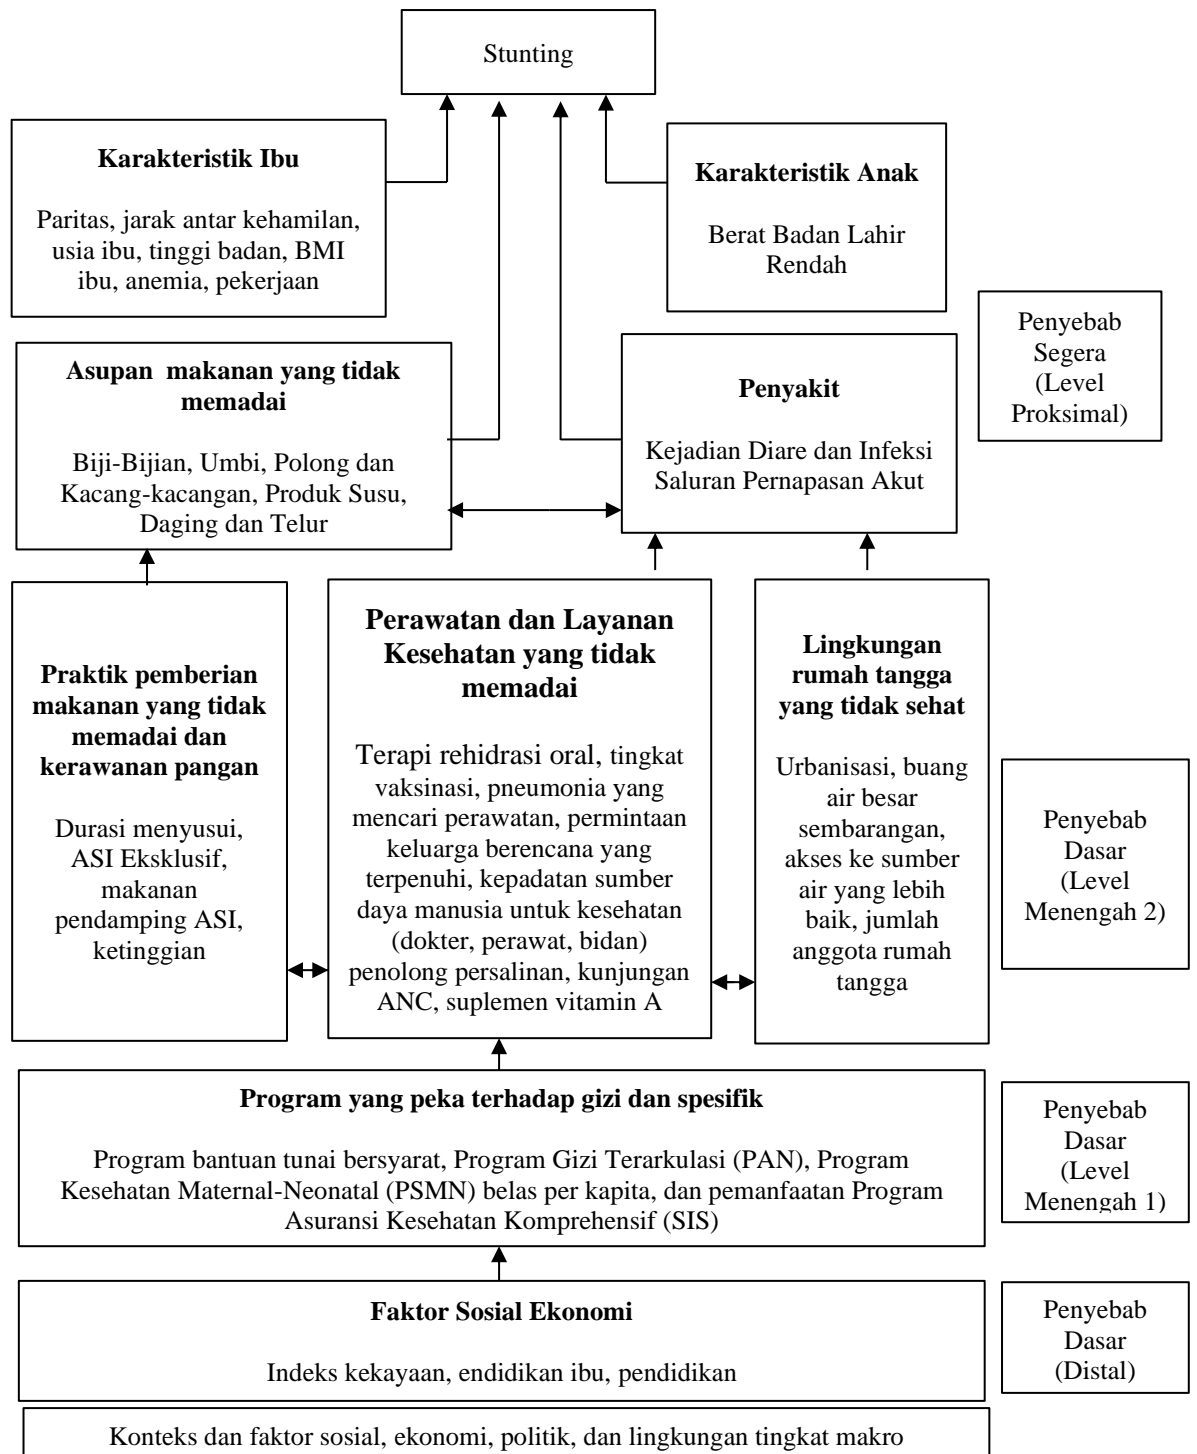 Stunting
Karakteristik Ibu
Paritas, jarak antar kehamilan,
usia ibu, tinggi badan, BMI
ibu, anemia, pekerjaan
Karakteristik Anak
Berat Badan Lahir
Rendah
Penyebab
Segera
(Level
Proksimal)
Asupan makanan yang tidak
memadai
Biji-Bijian, Umbi, Polong dan
Kacang-kacangan, Produk Susu,
Daging dan Telur
Penyakit
Kejadian Diare dan Infeksi
Saluran Pernapasan Akut
Praktik pemberian
makanan yang tidak
memadai dan
kerawanan pangan
Durasi menyusui,
ASI Eksklusif,
makanan
pendamping ASI,
ketinggian
Perawatan dan Layanan
Kesehatan yang tidak
memadai
Terapi rehidrasi oral, tingkat
vaksinasi, pneumonia yang
mencari perawatan, permintaan
keluarga berencana yang
terpenuhi, kepadatan sumber
daya manusia untuk kesehatan
(dokter, perawat, bidan)
penolong persalinan, kunjungan
ANC, suplemen vitamin A
Lingkungan
rumah tangga
yang tidak sehat
Urbanisasi, buang
air besar
sembarangan,
akses ke sumber
air yang lebih
baik, jumlah
anggota rumah
tangga
Penyebab
Dasar
(Level
Menengah 2)
Program yang peka terhadap gizi dan spesifik
Program bantuan tunai bersyarat, Program Gizi Terarkulasi (PAN), Program
Kesehatan Maternal-Neonatal (PSMN) belas per kapita, dan pemanfaatan Program
Asuransi Kesehatan Komprehensif (SIS)
Penyebab
Dasar
(Level
Menengah 1)
Faktor Sosial Ekonomi
Indeks kekayaan, endidikan ibu, pendidikan
Penyebab
Dasar
(Distal)
Konteks dan faktor sosial, ekonomi, politik, dan lingkungan tingkat makro